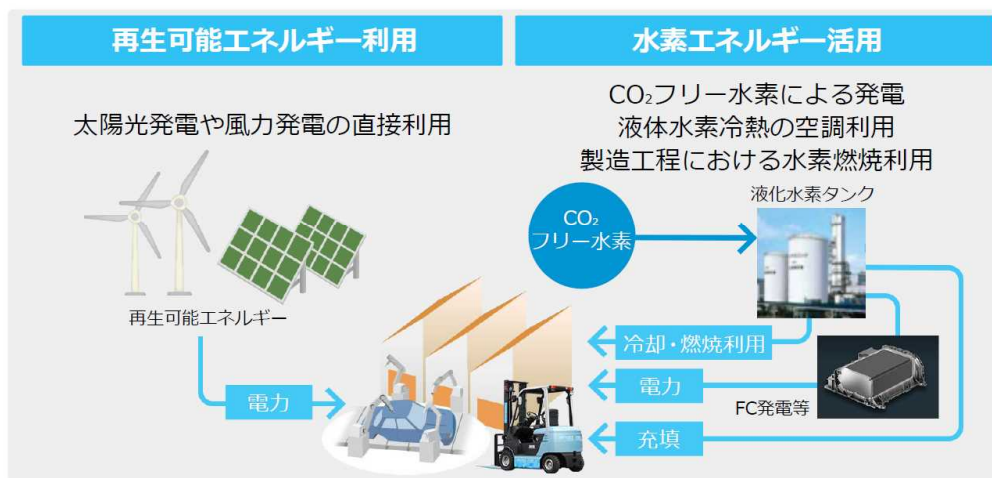 再生可能エネルギー利用
太陽光発電や風力発電の直接利用
再生可能エネルギー
電力
水素エネルギー活用
CO₂フリー水素による発電
液体水素冷熱の空調利用
製造工程における水素燃焼利用
液化水素タンク
CO₂
フリー水素
冷却・燃焼利用
電力
FC発電等
充填